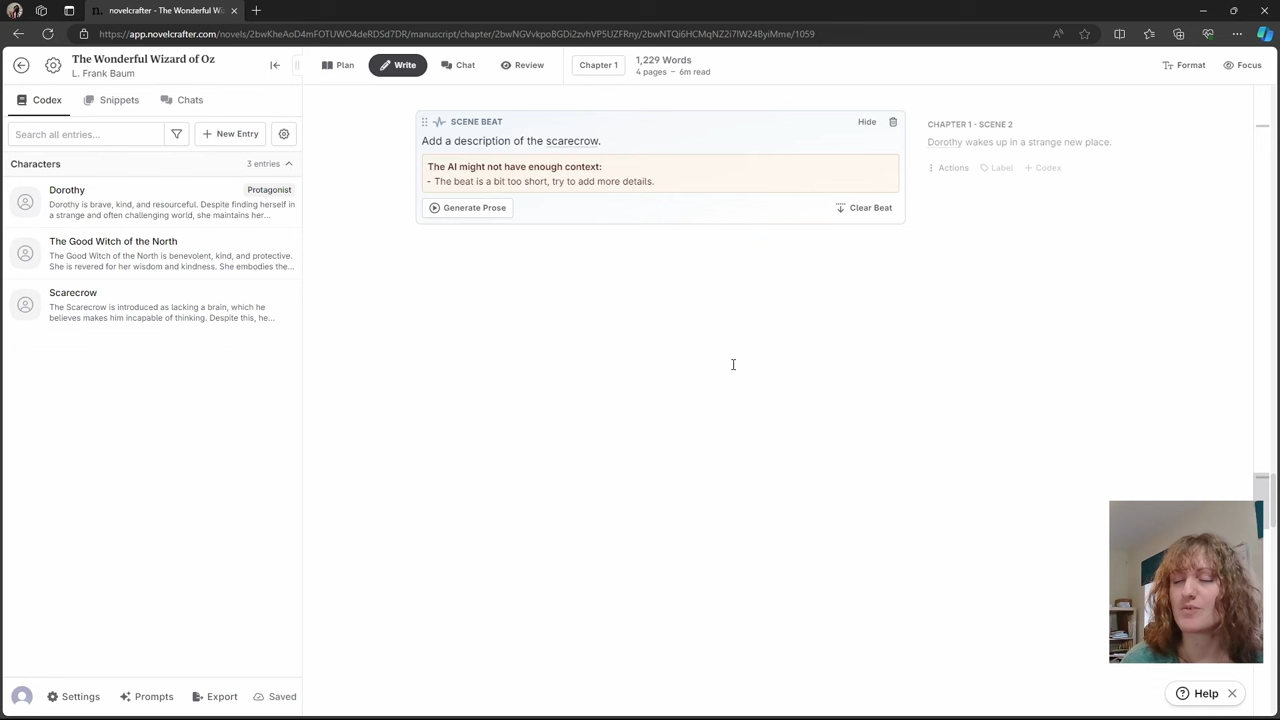 novelcrafter - The Wonderful Wi
https://app.novelcrafter.com/novels/2bwKheAoD4mFOTUWO4deRDSd7DR/manuscript/chapter/2bwNGVvkpoBGDi2zvhVP5UZFRny/2bwNTQi6HCMqNZ2i7IW24ByiMme/1059
The Wonderful Wizard of Oz
L. Frank Baum
Plan
Write
Chat
Review
Chapter 1
1,229 Words
4 pages ~ 6m read
Format
Focus
Codex
Snippets
Chats
Search all entries...
New Entry
Characters
3 entries
Dorothy
Protagonist
Dorothy is brave, kind, and resourceful. Despite finding herself in
a strange and often challenging world, she maintains her...
The Good Witch of the North
The Good Witch of the North is benevolent, kind, and protective.
She is revered for her wisdom and kindness. She embodies the...
Scarecrow
The Scarecrow is introduced as lacking a brain, which he
believes makes him incapable of thinking. Despite this, he...
SCENE BEAT
Hide
Add a description of the scarecrow.
The AI might not have enough context:
- The beat is a bit too short, try to add more details.
Generate Prose
Clear Beat
CHAPTER 1 - SCENE 2
Dorothy wakes up in a strange new place.
Actions
Label
+ Codex
Settings
Prompts
Export
Saved
Help